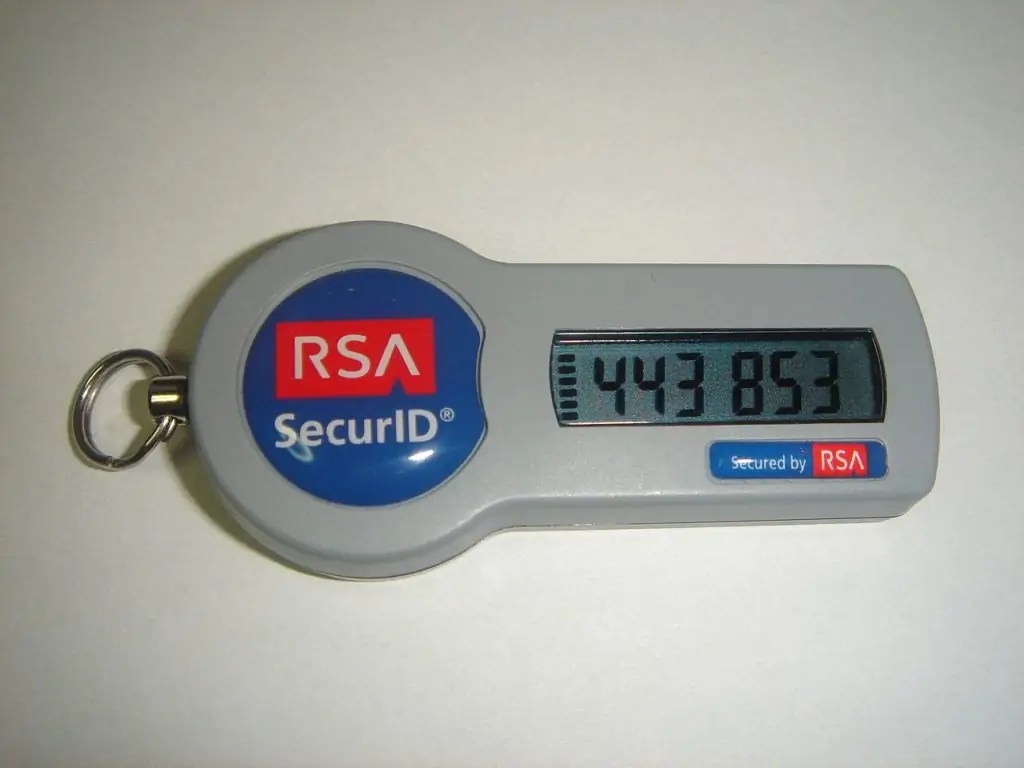 RSA
SecurID®
443 853
Secured by RSA